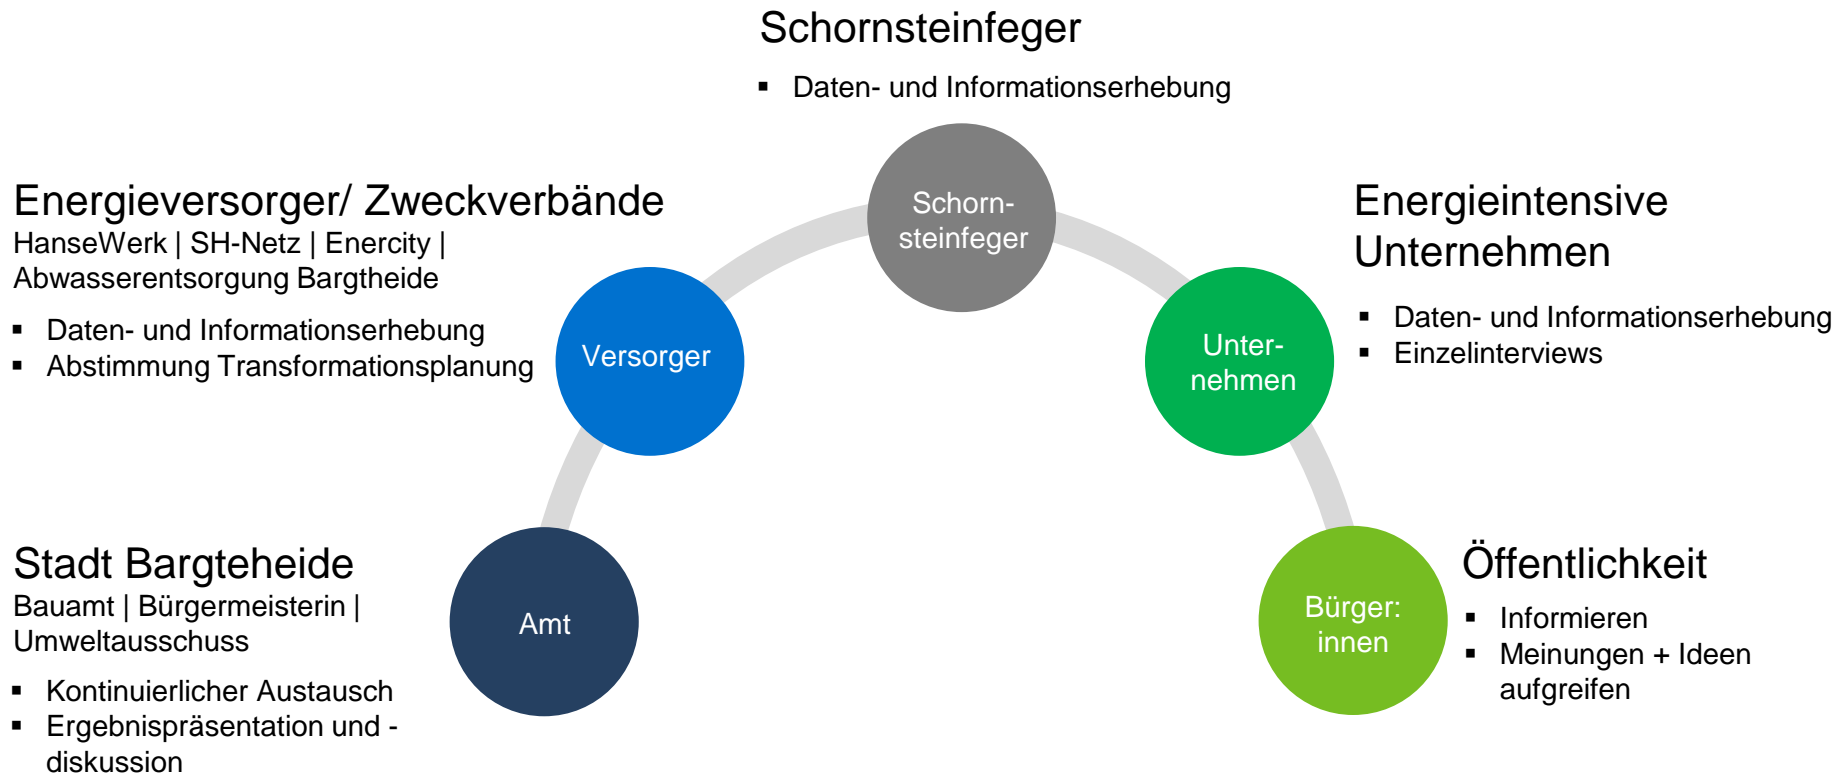 Schornsteinfeger
▪ Daten- und Informationserhebung
Schorn-
steinfeger
Energieversorger/ Zweckverbände
HanseWerk | SH-Netz | Enercity |
Abwasserentsorgung Bargtheide
▪ Daten- und Informationserhebung
▪ Abstimmung Transformationsplanung
Versorger
Energieintensive
Unternehmen
▪ Daten- und Informationserhebung
▪ Einzelinterviews
Unter-
nehmen
Stadt Bargteheide
Bauamt | Bürgermeisterin |
Umweltausschuss
▪ Kontinuierlicher Austausch
▪ Ergebnispräsentation und -
diskussion
Amt
Bürger:
innen
Öffentlichkeit
▪ Informieren
▪ Meinungen + Ideen
aufgreifen